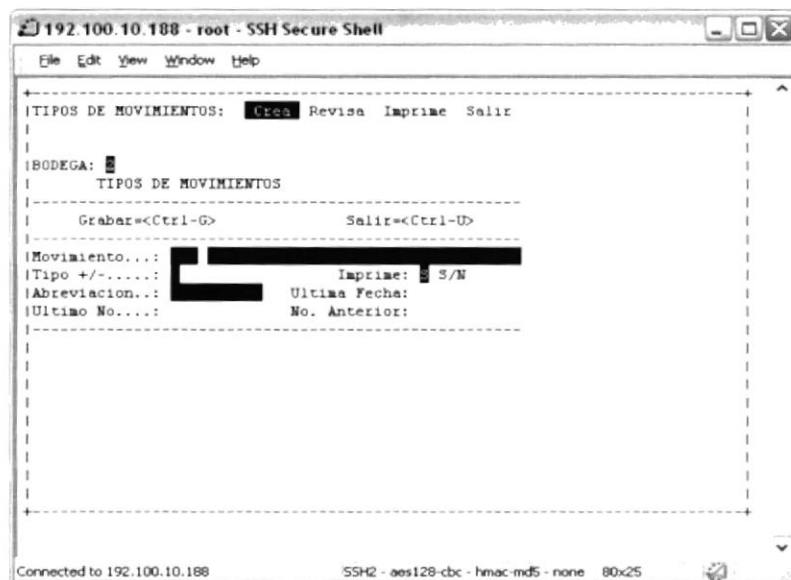 192.100.10.188 - root - SSH Secure Shell
File Edit View Window Help
TIPOS DE MOVIMIENTOS: Crea Revisa Imprime Salir
BODEGA: 2
TIPOS DE MOVIMIENTOS
Grabar=<Ctrl-G> Salir=<Ctrl-U>
Movimiento...:
Tipo +/-.....: Imprime: S S/N
Abreviacion..: Ultima Fecha:
Ultimo No....: No. Anterior:
Connected to 192.100.10.188 SSH2 - aes128-cbc - hmac-md5 - none 80x25